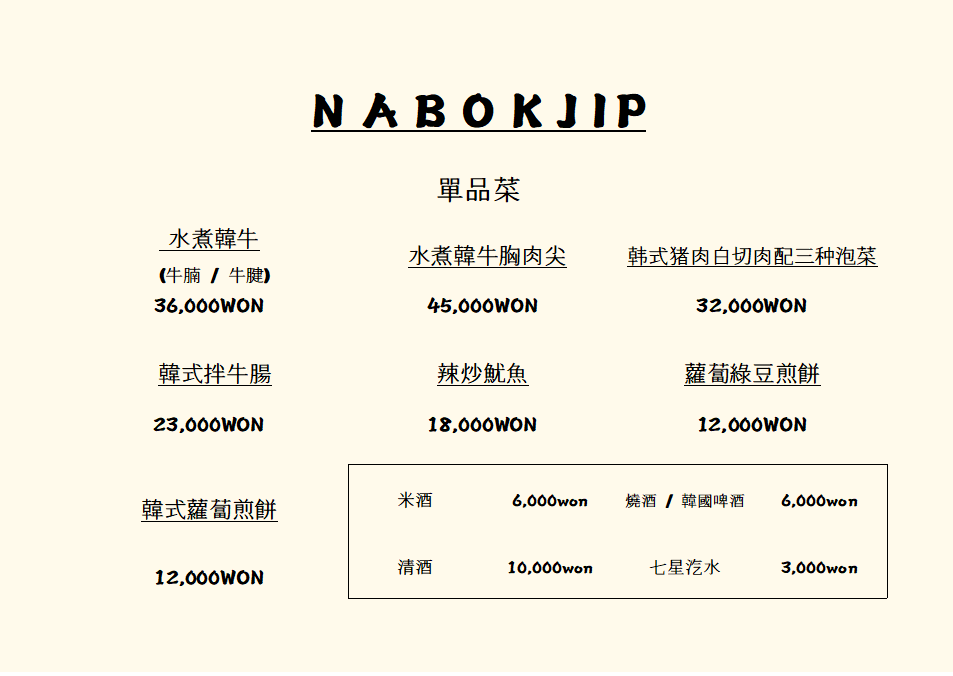 NABOKJIP
單品菜
水煮韓牛
(牛腩 / 牛腱)
36,000WON
水煮韓牛胸肉尖
45,000WON
韩式猪肉白切肉配三种泡菜
32,000WON
韓式拌牛腸
23,000WON
辣炒魷魚
18,000WON
蘿蔔綠豆煎餅
12,000WON
韓式蘿蔔煎餅
12,000WON
米酒 6,000won 燒酒 / 韓國啤酒 6,000won
清酒 10,000won 七星汔水 3,000won